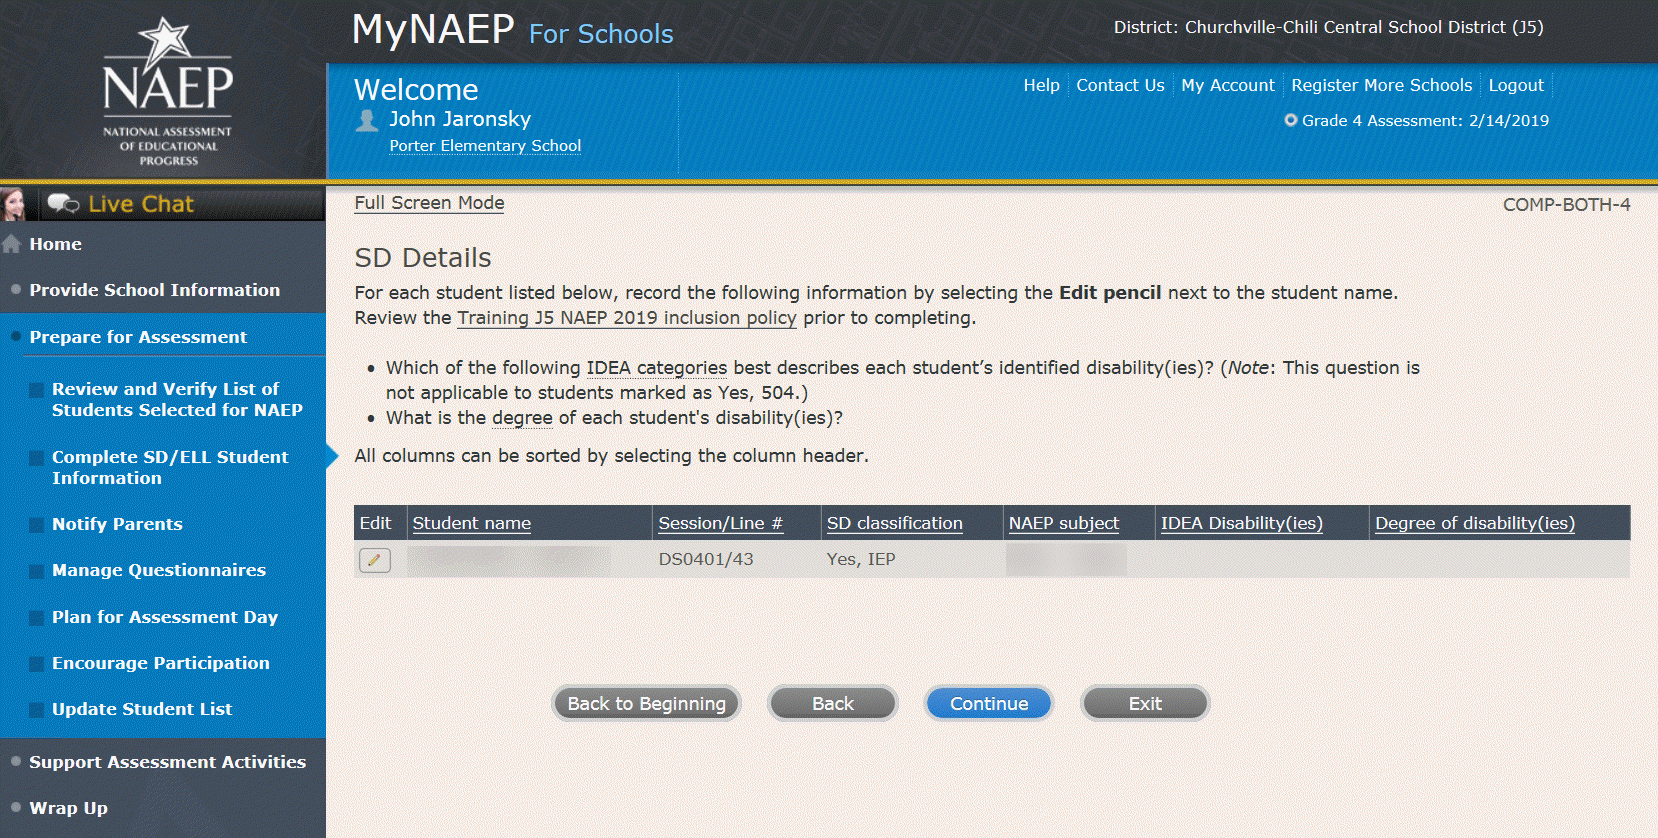 NAEP
NATIONAL ASSESSMENT
OF EDUCATIONAL
PROGRESS
MyNAEP For Schools
District: Churchville-Chili Central School District (J5)
Welcome
John Jaronsky
Porter Elementary School
Help
Contact Us
My Account
Register More Schools
Logout
Grade 4 Assessment: 2/14/2019
Live Chat
Home
Provide School Information
Prepare for Assessment
Review and Verify List of
Students Selected for NAEP
Complete SD/ELL Student
Information
Notify Parents
Manage Questionnaires
Plan for Assessment Day
Encourage Participation
Update Student List
Support Assessment Activities
Wrap Up
Full Screen Mode
COMP-BOTH-4
SD Details
For each student listed below, record the following information by selecting the Edit pencil next to the student name.
Review the Training J5 NAEP 2019 inclusion policy prior to completing.
• Which of the following IDEA categories best describes each student’s identified disability(ies)? (Note: This question is
not applicable to students marked as Yes, 504.)
• What is the degree of each student's disability(ies)?
All columns can be sorted by selecting the column header.
Edit Student name Session/Line # SD classification NAEP subject IDEA Disability(ies) Degree of disability(ies)
DS0401/43 Yes, IEP
Back to Beginning
Back
Continue
Exit